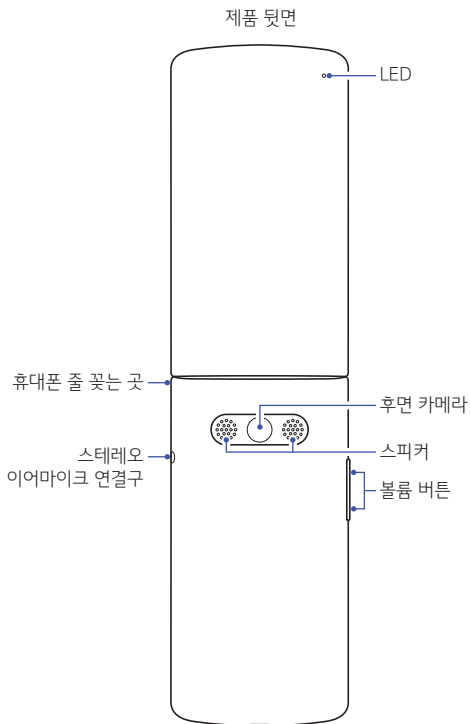 제품 뒷면
LED
휴대폰 줄 꽂는 곳
후면 카메라
스테레오
이어마이크 연결구
스피커
볼륨 버튼